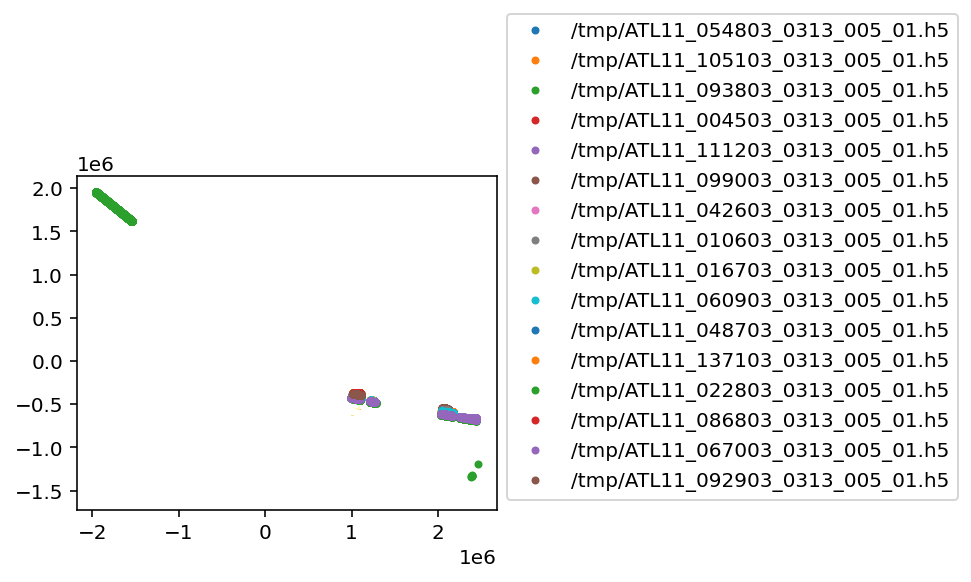 /tmp/ATL11_054803_0313_005_01.h5
/tmp/ATL11_105103_0313_005_01.h5
/tmp/ATL11_093803_0313_005_01.h5
/tmp/ATL11_004503_0313_005_01.h5
/tmp/ATL11_111203_0313_005_01.h5
/tmp/ATL11_099003_0313_005_01.h5
/tmp/ATL11_042603_0313_005_01.h5
/tmp/ATL11_010603_0313_005_01.h5
/tmp/ATL11_016703_0313_005_01.h5
/tmp/ATL11_060903_0313_005_01.h5
/tmp/ATL11_048703_0313_005_01.h5
/tmp/ATL11_137103_0313_005_01.h5
/tmp/ATL11_022803_0313_005_01.h5
/tmp/ATL11_086803_0313_005_01.h5
/tmp/ATL11_067003_0313_005_01.h5
/tmp/ATL11_092903_0313_005_01.h5
1e6
2.0
1.5
1.0
0.5
0.0
−0.5
−1.0
−1.5
−2 −1 0 1 2
1e6